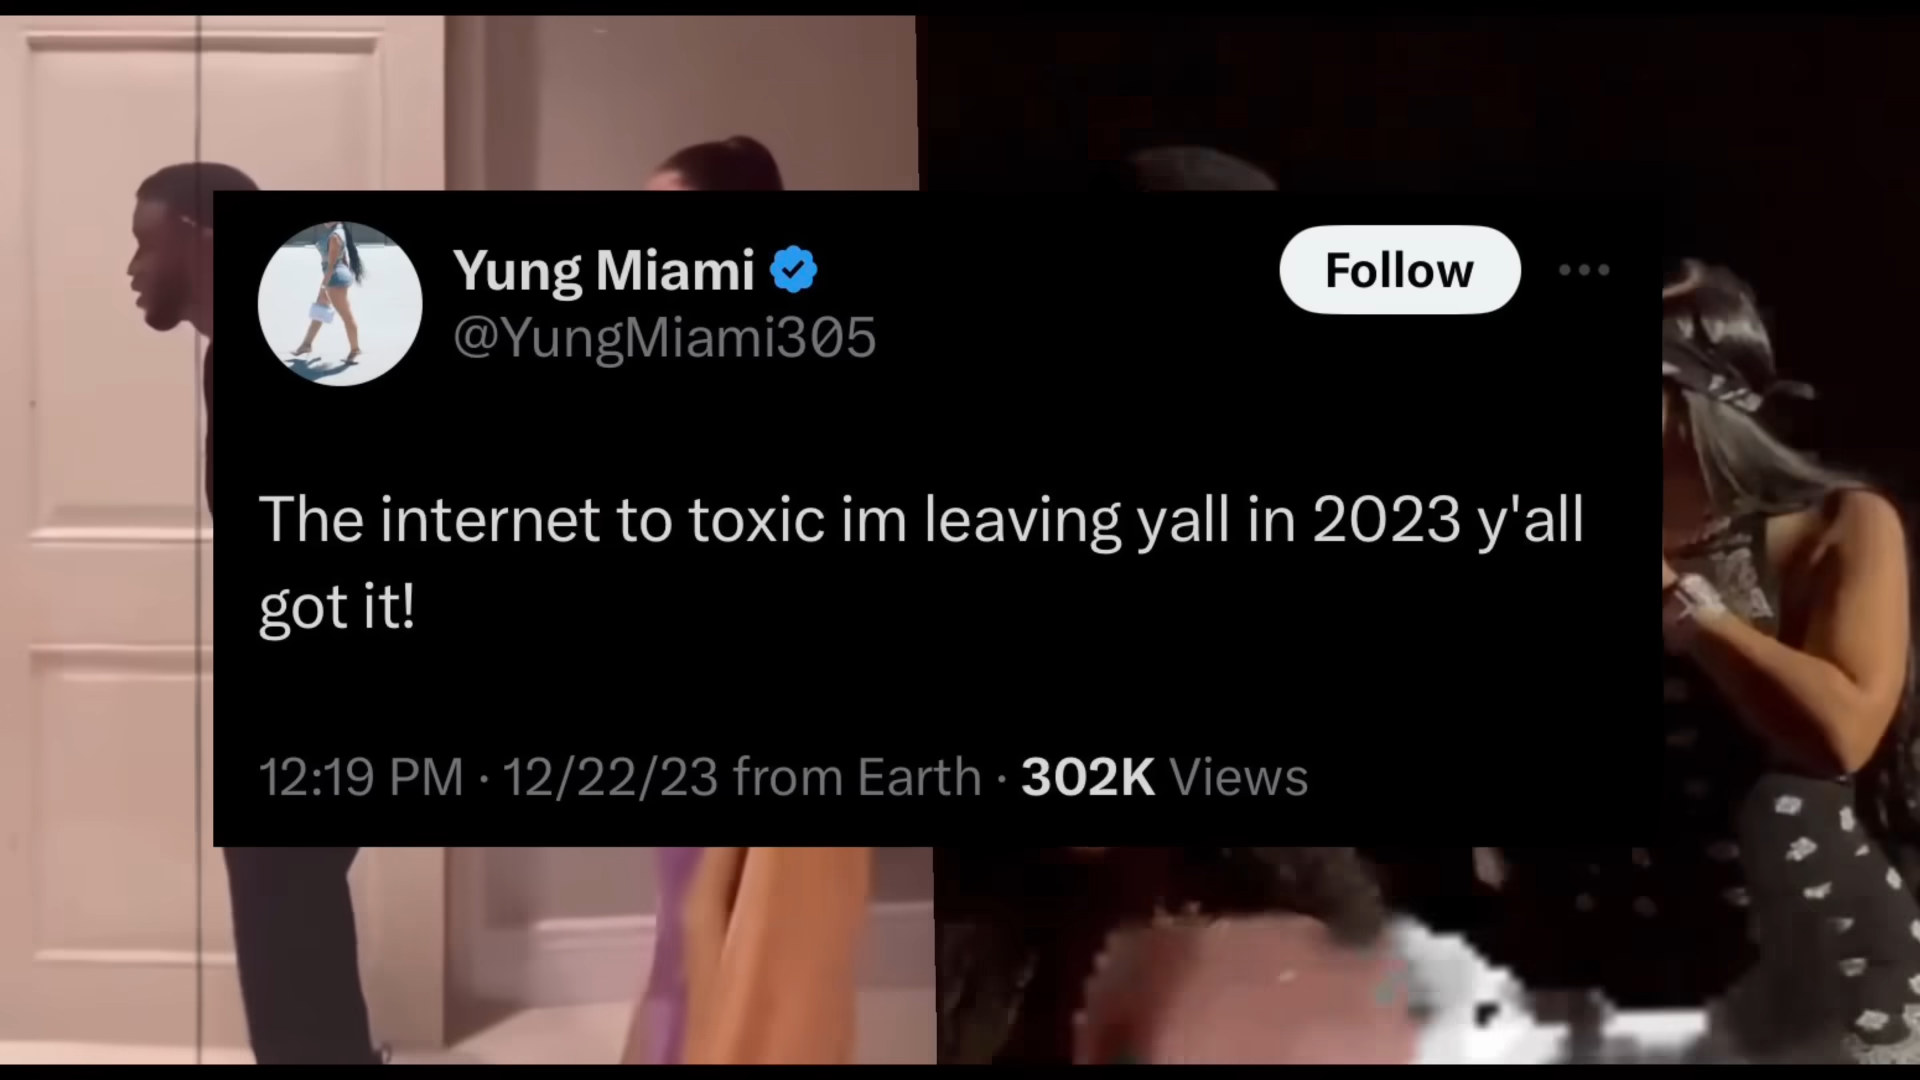 Yung Miami
@YungMiami305
Follow
The internet to toxic im leaving yall in 2023 y'all
got it!
12:19 PM · 12/22/23 from Earth · 302K Views